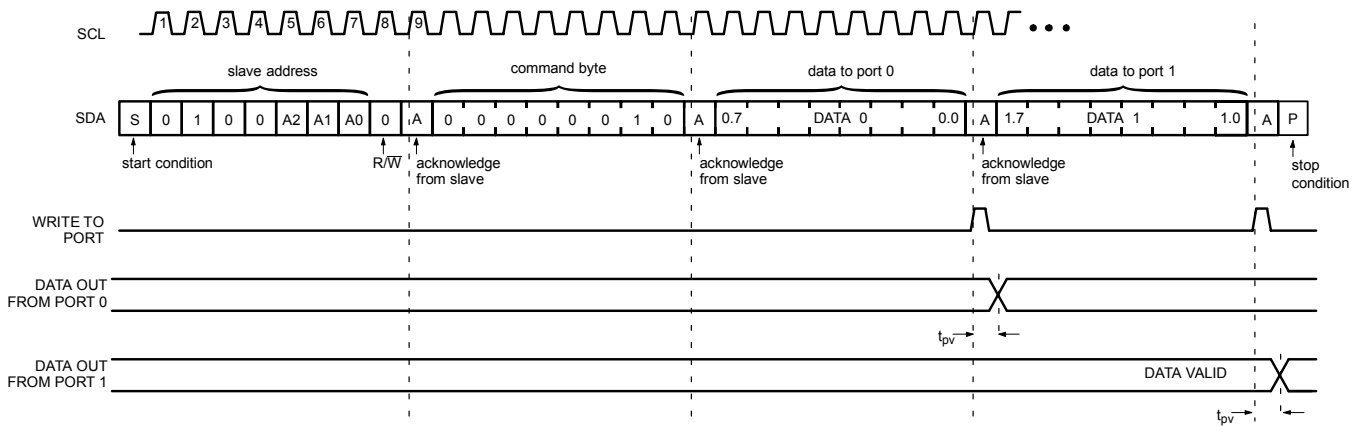 SCL 1 2 3 4 5 6 7 8 9
slave address command byte data to port 0 data to port 1
SDA S 0 1 0 0 A2 A1 A0 0 A 0 0 0 0 0 0 1 0 A 0.7 DATA 0 0.0 A 1.7 DATA 1 1.0 A P
start condition R/W̅ acknowledge
from slave
acknowledge
from slave
acknowledge
from slave
stop
condition
WRITE TO
PORT
DATA OUT
FROM PORT 0
tpv
DATA OUT
FROM PORT 1
DATA VALID
tpv